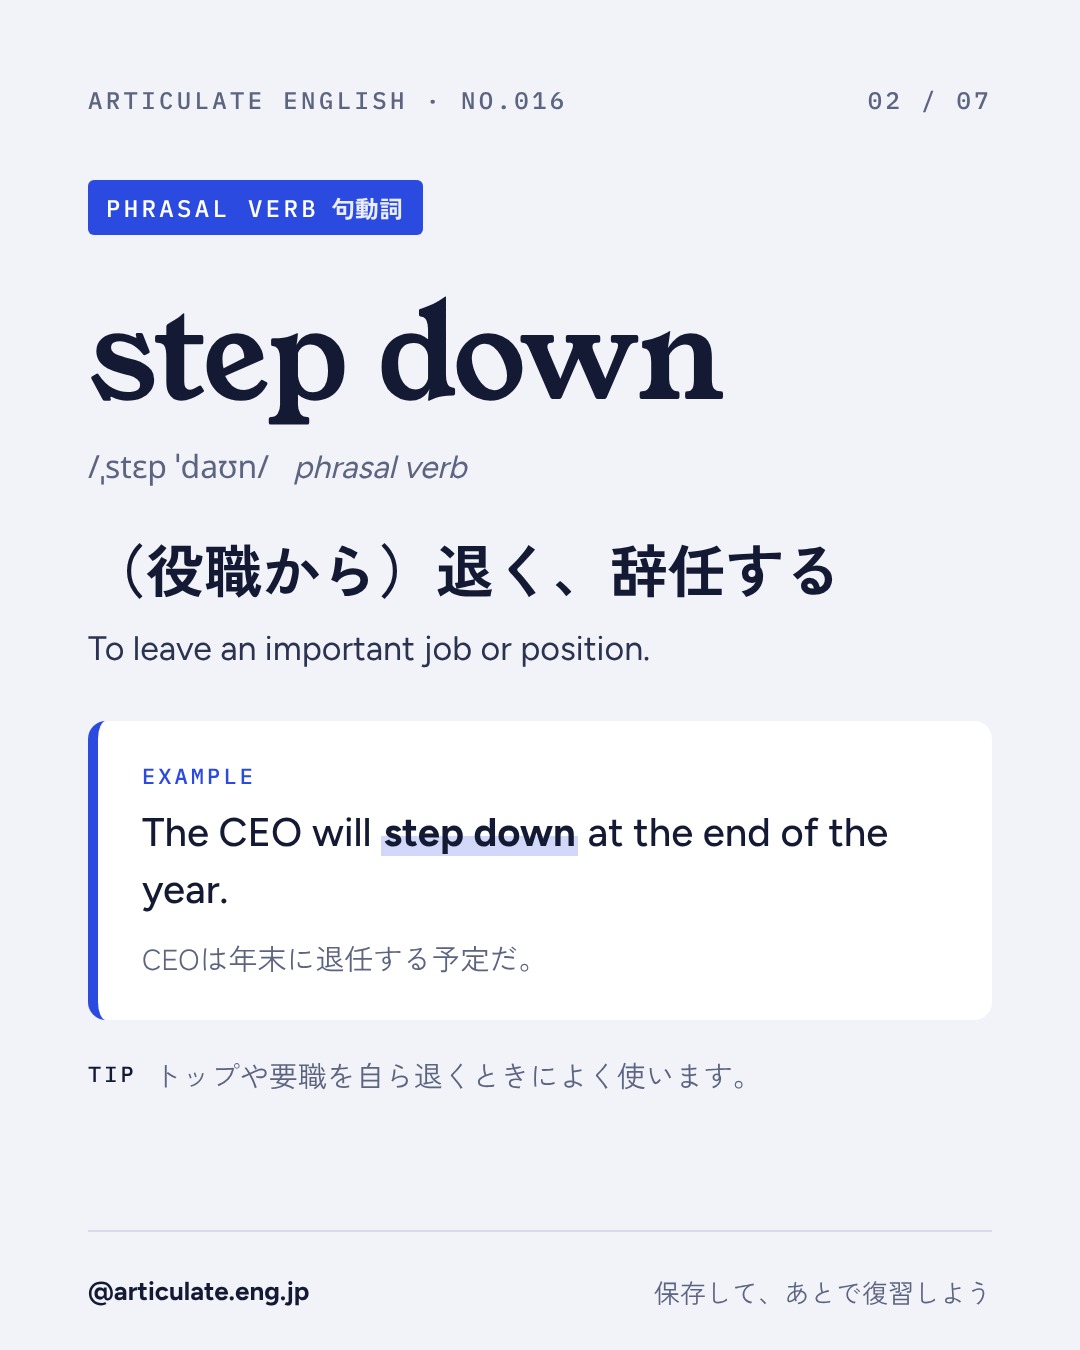 ARTICULATE ENGLISH · NO.016
02 / 07
PHRASAL VERB 句動詞
step down
/ˌstɛp ˈdaʊn/ phrasal verb
（役職から）退く、辞任する
To leave an important job or position.
EXAMPLE
The CEO will step down at the end of the
year.
CEOは年末に退任する予定だ。
TIP トップや要職を自ら退くときによく使います。
@articulate.eng.jp
保存して、あとで復習しよう